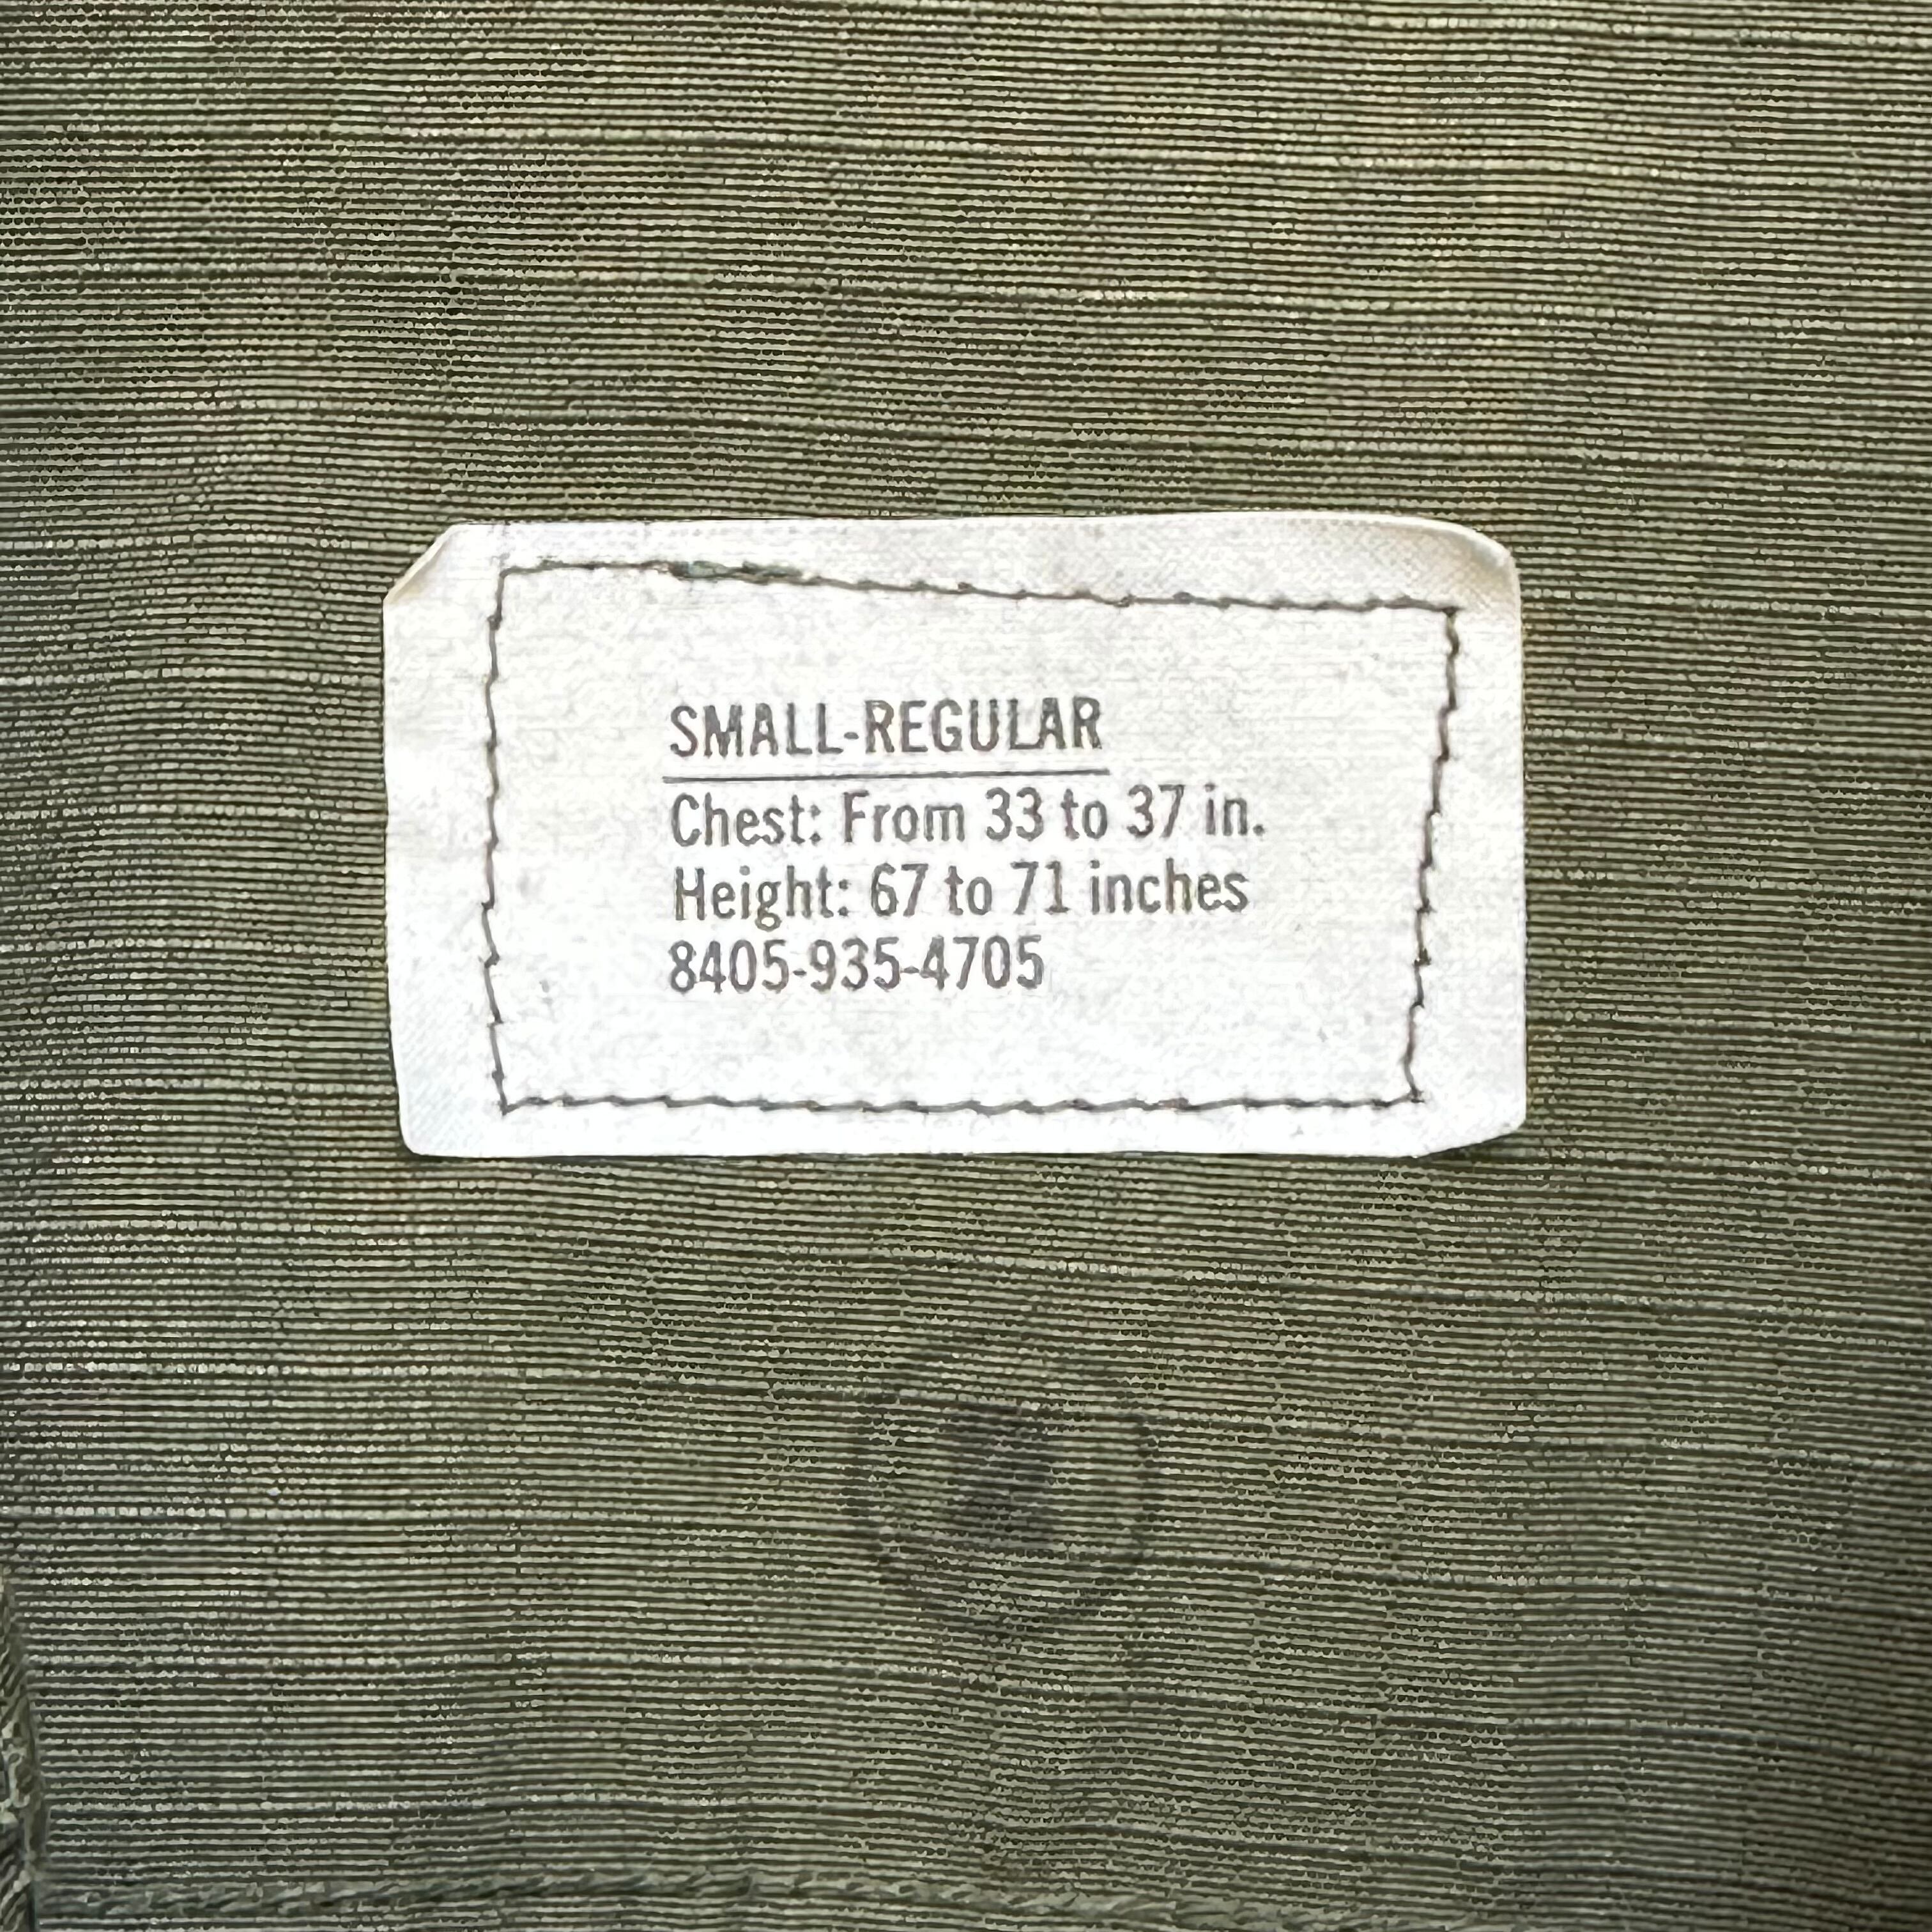 SMALL-REGULAR
Chest: From 33 to 37 in.
Height: 67 to 71 inches
8405-935-4705